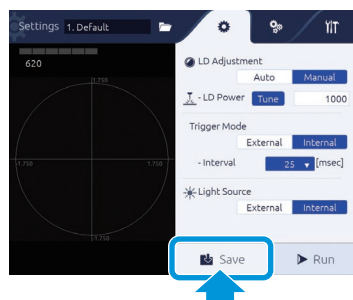 Settings 1. Default
620
LD Adjustment
Auto Manual
- LD Power Tune 1000
Trigger Mode
External Internal
- Interval 25 [msec]
Light Source
External Internal
1.750
-1.750 1.750
-1.750
Save Run